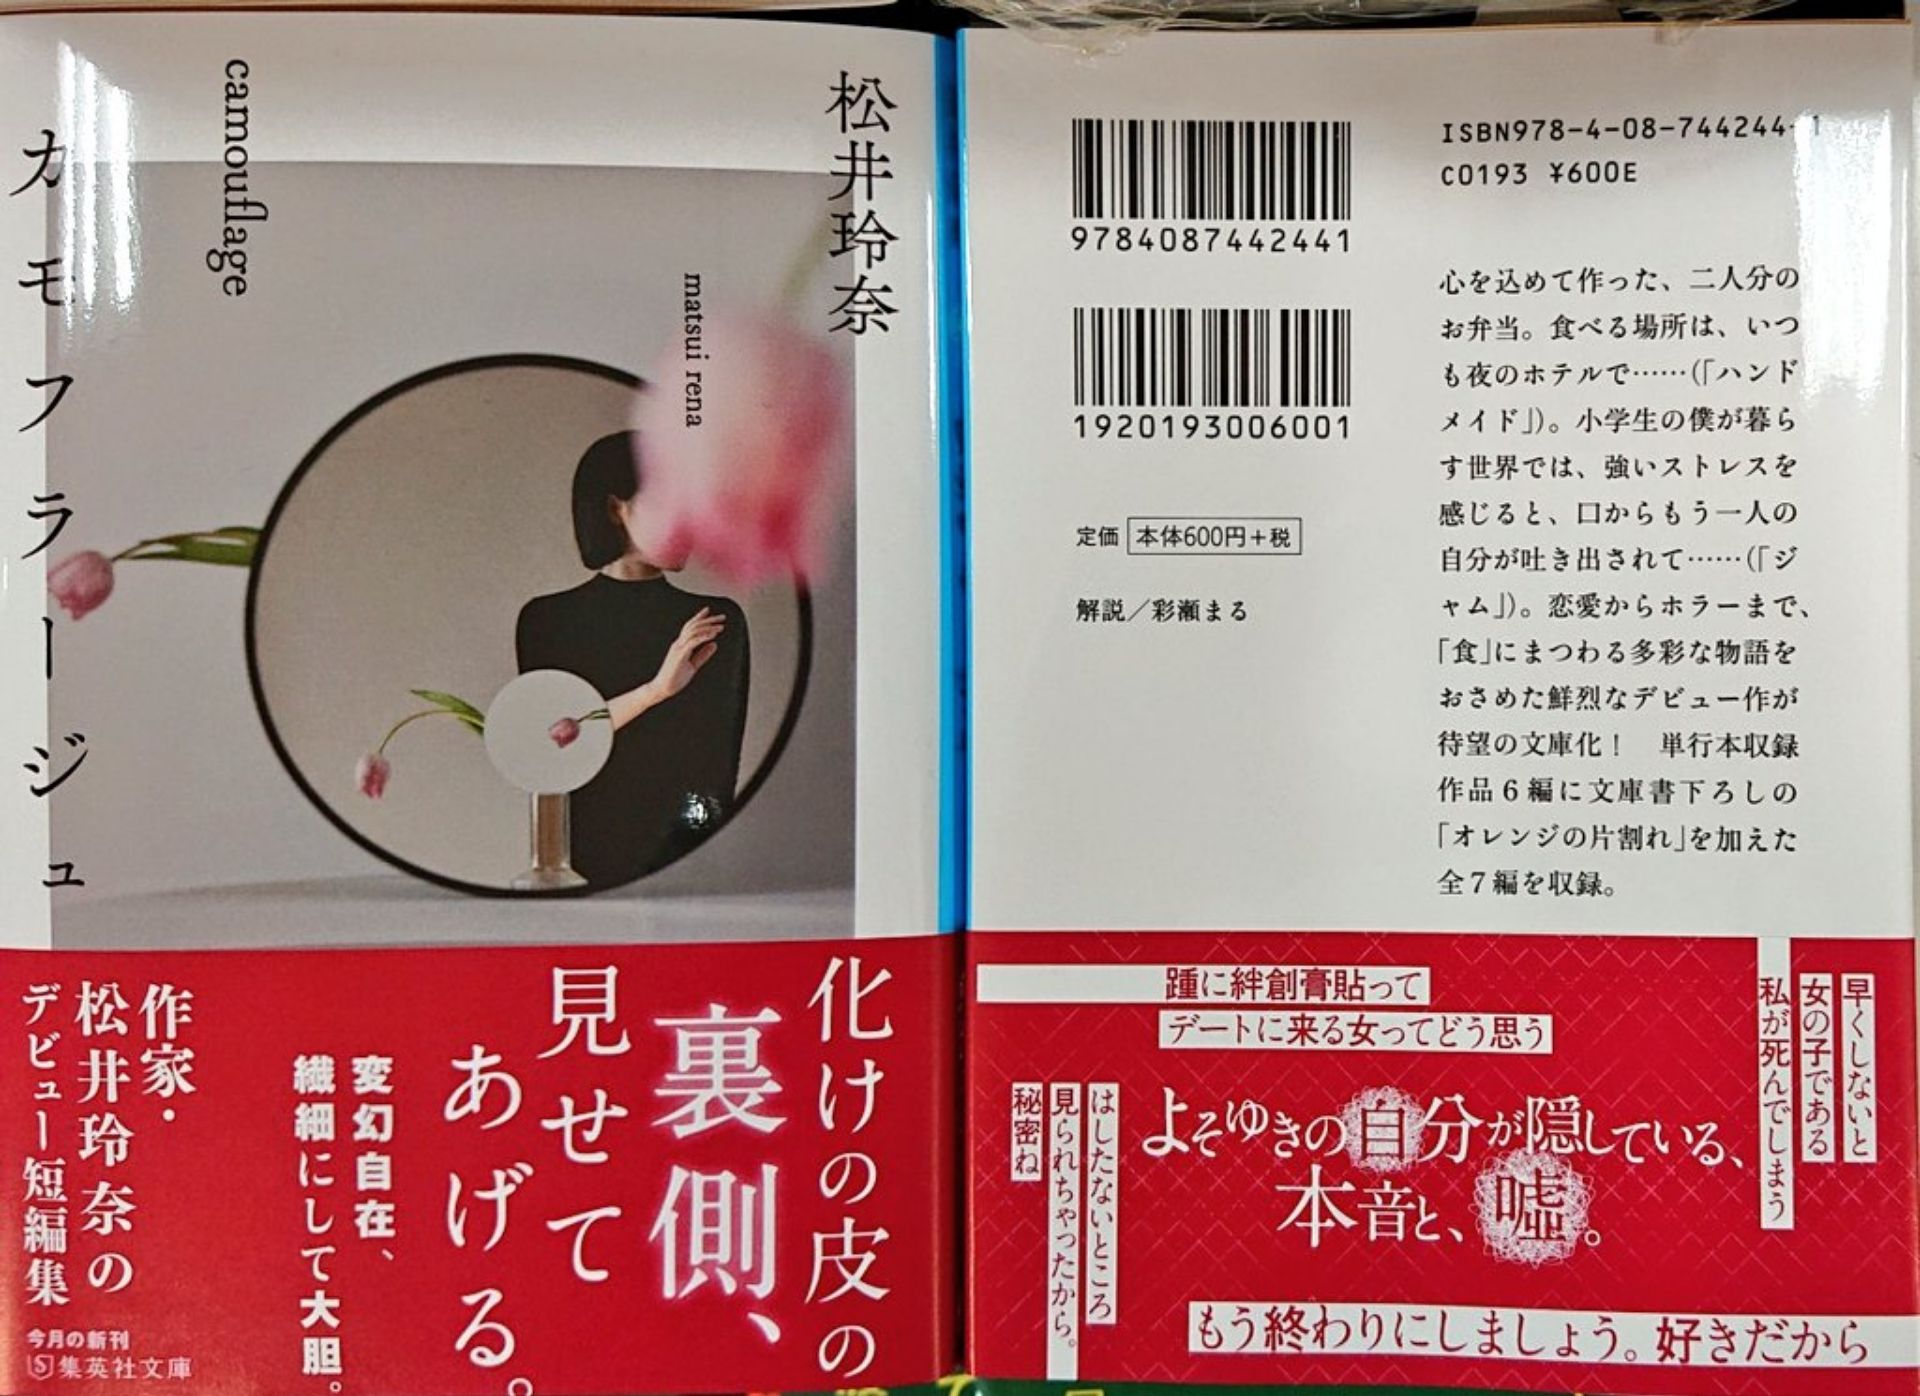 松井玲奈
matsui rena
camouflage
カモフラージュ
化けの皮の
裏側、
見せて
あげる。
変幻自在、
繊細にして大胆。
作家・
松井玲奈の
デビュー短編集
今月の新刊
集英社文庫
9784087442441
1920193006001
ISBN978-4-08-744244-1
C0193 ¥600E
定価 本体600円+税
解説/彩瀬まる
心を込めて作った、二人分の
お弁当。食べる場所は、いつ
も夜のホテルで……(「ハンド
メイド」)。小学生の僕が暮ら
す世界では、強いストレスを
感じると、口からもう一人の
自分が吐き出されて……(「ジ
ャム」)。恋愛からホラーまで、
「食」にまつわる多彩な物語を
おさめた鮮烈なデビュー作が
待望の文庫化! 単行本収録
作品6編に文庫書下ろしの
「オレンジの片割れ」を加えた
全7編を収録。
踵に絆創膏貼って
デートに来る女ってどう思う
早くしないと
女の子である
私が死んでしまう
よそゆきの自分が隠している、
本音と、嘘。
はしたないところ
見られちゃったから。
秘密ね
もう終わりにしましょう。好きだから